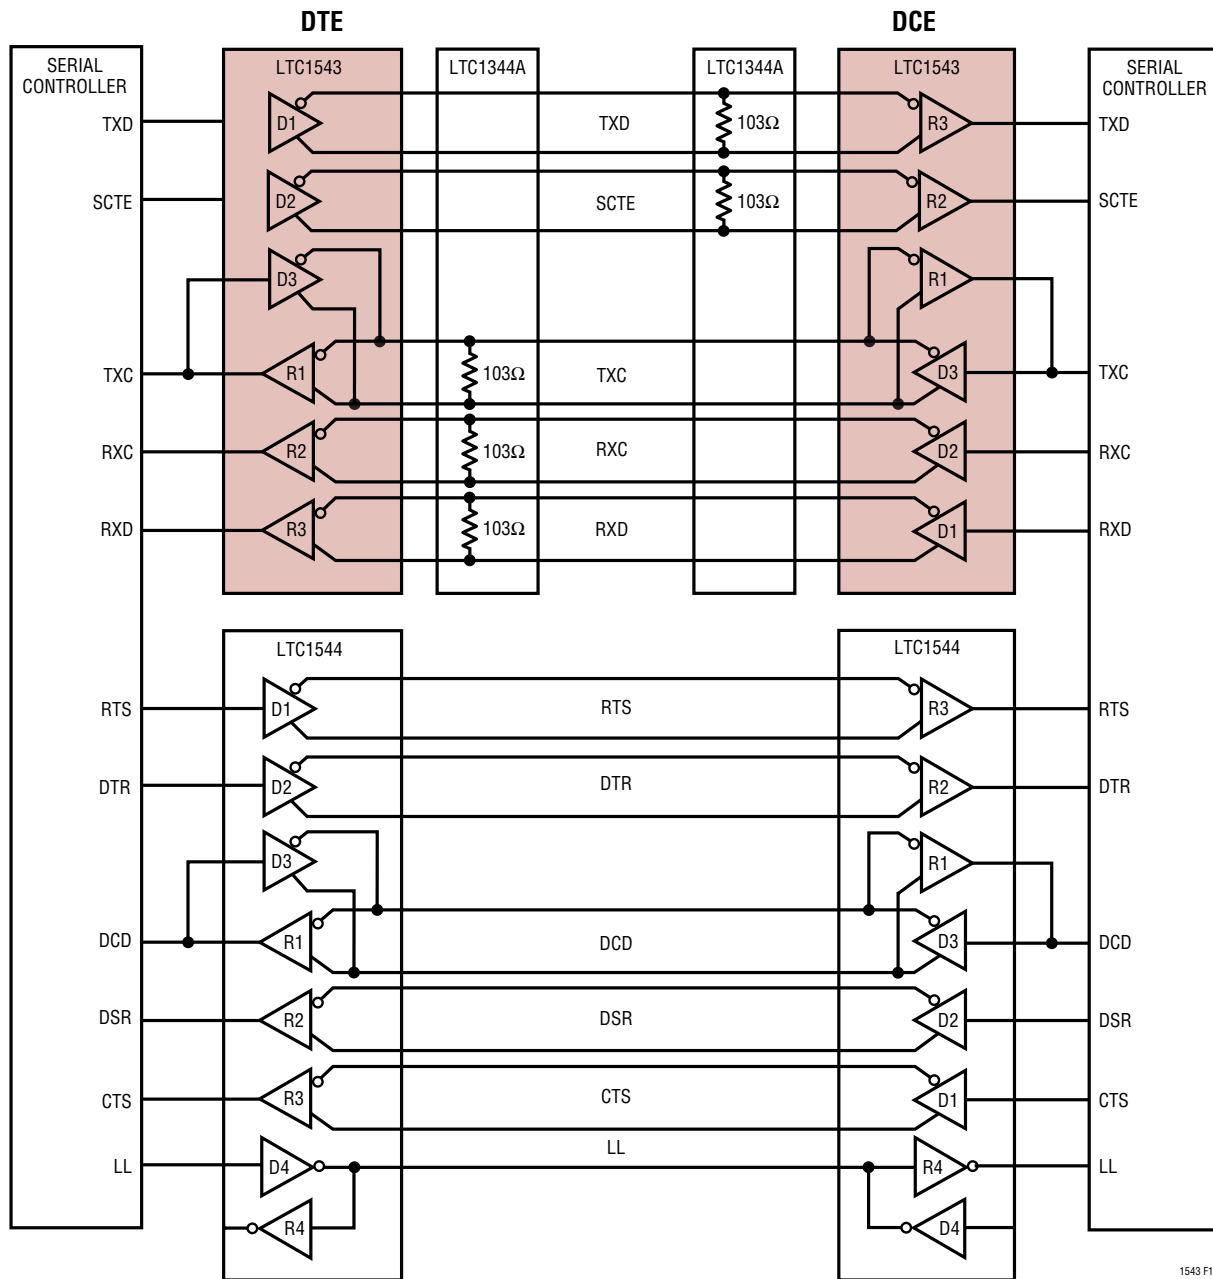 DTE
DCE
SERIAL
CONTROLLER
LTC1543
LTC1344A
LTC1344A
LTC1543
SERIAL
CONTROLLER
TXD
D1
TXD
103Ω
R3
TXD
SCTE
D2
SCTE
103Ω
R2
SCTE
D3
R1
TXC
R1
103Ω
TXC
D3
TXC
RXC
R2
103Ω
RXC
D2
RXC
RXD
R3
103Ω
RXD
D1
RXD
LTC1544
LTC1544
RTS
D1
RTS
R3
RTS
DTR
D2
DTR
R2
DTR
D3
R1
DCD
R1
DCD
D3
DCD
DSR
R2
DSR
D2
DSR
CTS
R3
CTS
D1
CTS
LL
D4
LL
R4
LL
R4
D4
1543 F1